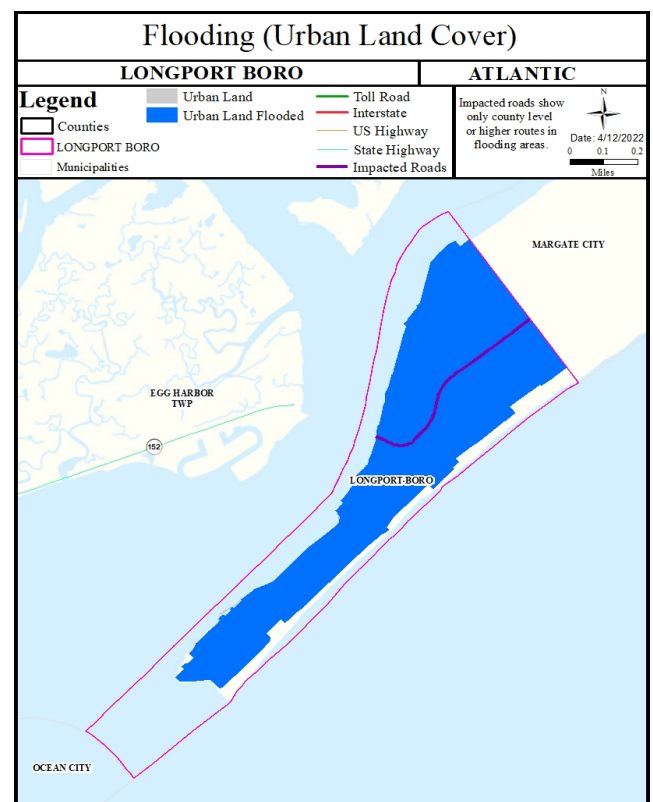 Flooding (Urban Land Cover)
LONGPORT BORO
ATLANTIC
Legend
Counties
LONGPORT BORO
Municipalities
Urban Land
Urban Land Flooded
Toll Road
Interstate
US Highway
State Highway
Impacted Roads
Impacted roads show
only county level
or higher routes in
flooding areas.
N
Date: 4/12/2022
0 0.1 0.2
Miles
MARGATE CITY
EGG HARBOR
TWP
152
LONGPORT BORO
OCEAN CITY